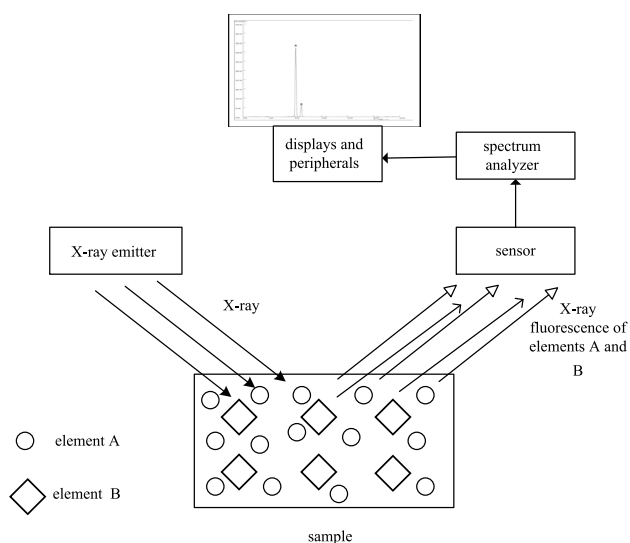 displays and
peripherals
spectrum
analyzer
X-ray emitter
sensor
X-ray
X-ray
fluorescence of
elements A and
B
element A
element B
sample